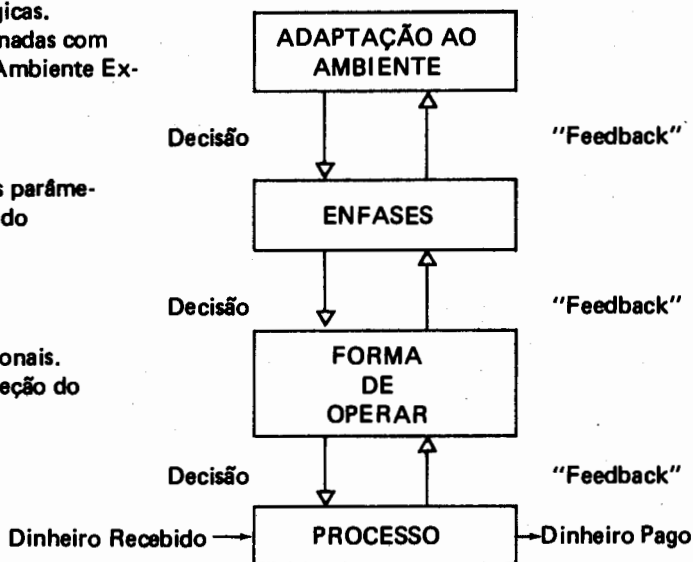 gicas.
nadas com
Ambiente Ex-
ADAPTAÇÃO AO
AMBIENTE
Decisão
"Feedback"
s parâme-
do
ENFASES
Decisão
"Feedback"
onais.
eção do
FORMA
DE
OPERAR
Decisão
"Feedback"
Dinheiro Recebido
PROCESSO
Dinheiro Pago